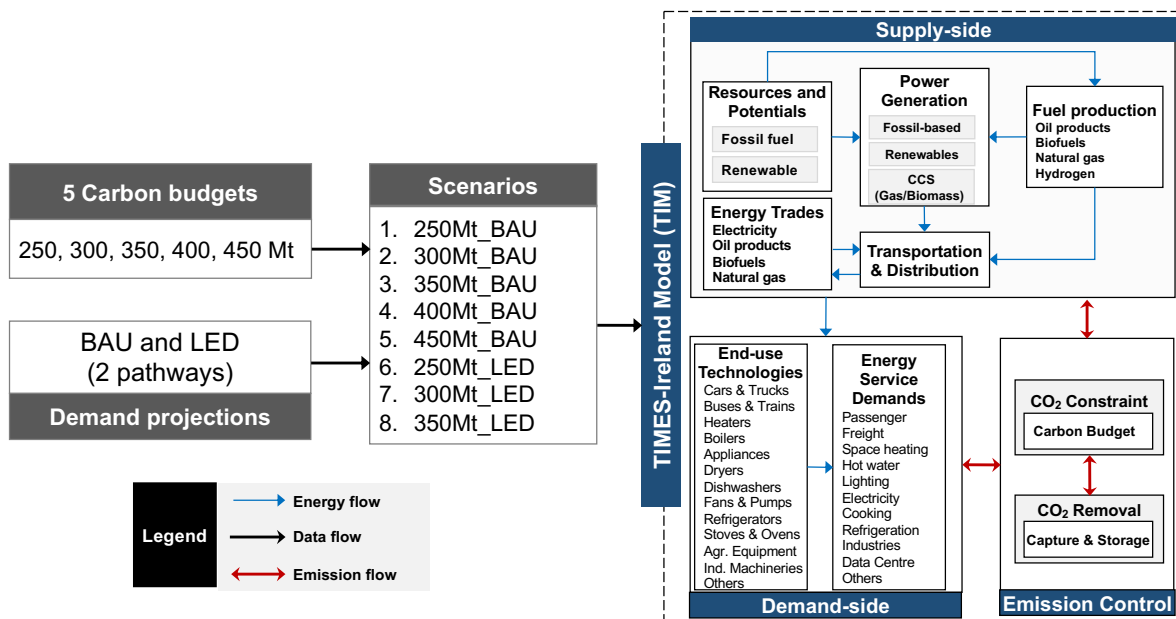 5 Carbon budgets
250, 300, 350, 400, 450 Mt
BAU and LED
(2 pathways)
Demand projections
Scenarios
1. 250Mt_BAU
2. 300Mt_BAU
3. 350Mt_BAU
4. 400Mt_BAU
5. 450Mt_BAU
6. 250Mt_LED
7. 300Mt_LED
8. 350Mt_LED
Legend
Energy flow
Data flow
Emission flow
TIMES-Ireland Model (TIM)
Supply-side
Resources and
Potentials
Fossil fuel
Renewable
Power
Generation
Fossil-based
Renewables
CCS
(Gas/Biomass)
Fuel production
Oil products
Biofuels
Natural gas
Hydrogen
Energy Trades
Electricity
Oil products
Biofuels
Natural gas
Transportation
& Distribution
End-use
Technologies
Cars & Trucks
Buses & Trains
Heaters
Boilers
Appliances
Dryers
Dishwashers
Fans & Pumps
Refrigerators
Stoves & Ovens
Agr. Equipment
Ind. Machineries
Others
Energy
Service
Demands
Passenger
Freight
Space heating
Hot water
Lighting
Electricity
Cooking
Refrigeration
Industries
Data Centre
Others
Demand-side
CO₂ Constraint
Carbon Budget
CO₂ Removal
Capture & Storage
Emission Control